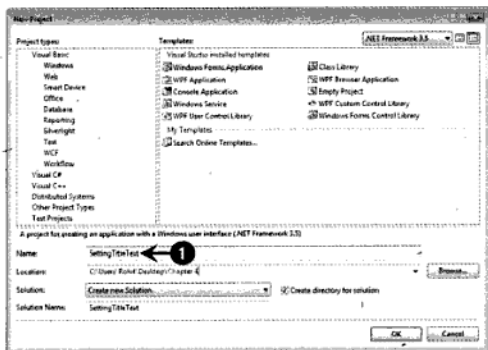 New Project
Project types:
Templates:
.NET Framework 3.5
Visual Basic
Windows
Web
Smart Device
Office
Database
Reporting
Silverlight
Test
WCF
Workflow
Visual C#
Visual C++
Distributed Systems
Other Project Types
Test Projects
Visual Studio installed templates
Windows Forms Application
Class Library
WPF Application
WPF Browser Application
Console Application
Empty Project
Windows Service
WPF Custom Control Library
WPF User Control Library
Windows Forms Control Library
My Templates
Search Online Templates...
A project for creating an application with a Windows user interface (.NET Framework 3.5)
Name:
SettingTitleText
1
Location:
C:\Users\Rohit\Desktop\Chapter 4
Browse...
Solution:
Create new Solution
Create directory for solution
Solution Name:
SettingTitleText
OK
Cancel